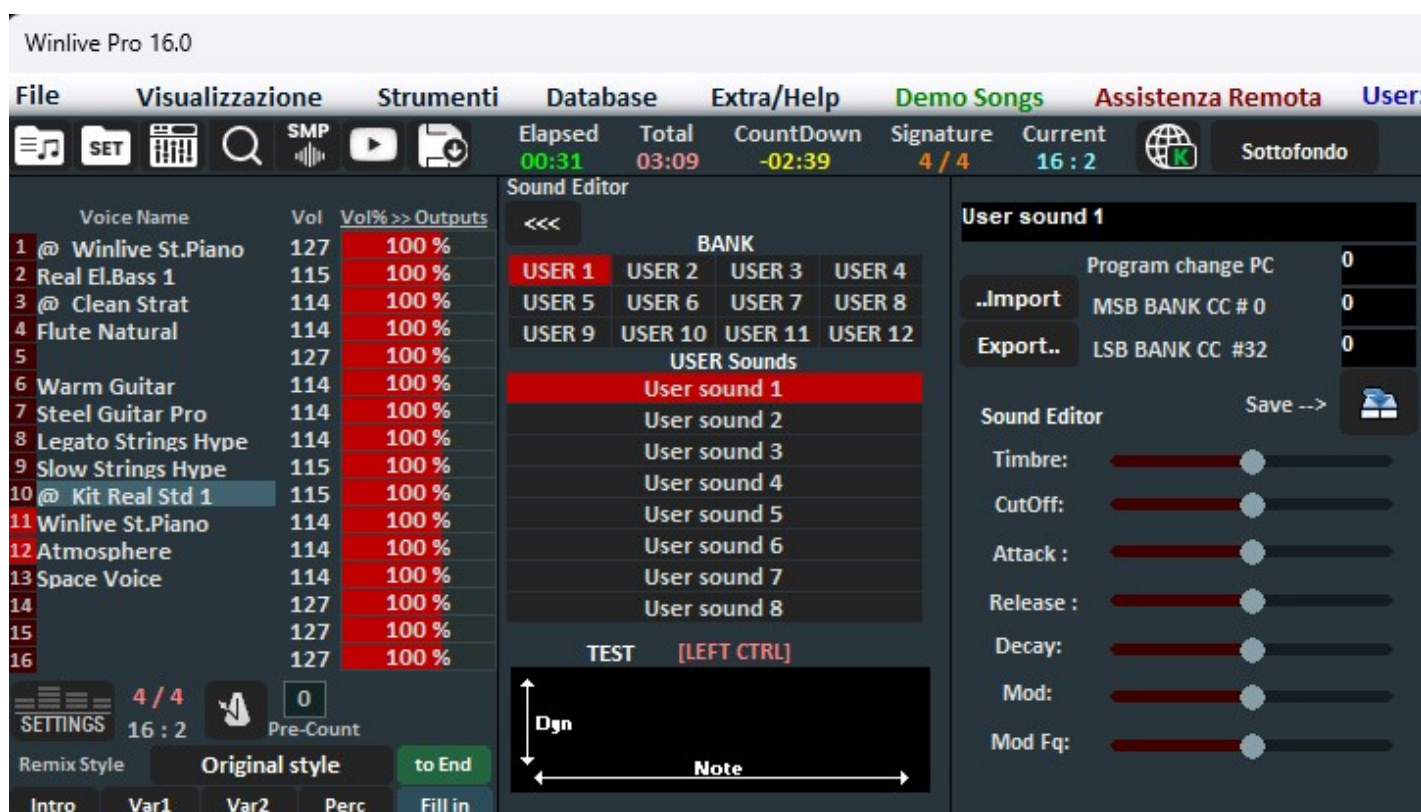 Winlive Pro 16.0
File Visualizzazione Strumenti Database Extra/Help Demo Songs Assistenza Remota User:
SET SMP K Sottofondo
Elapsed Total CountDown Signature Current
00:31 03:09 -02:39 4 / 4 16 : 2
Voice Name Vol Vol% >> Outputs
1 @ Winlive St.Piano 127 100 %
2 Real El.Bass 1 115 100 %
3 @ Clean Strat 114 100 %
4 Flute Natural 114 100 %
5 127 100 %
6 Warm Guitar 114 100 %
7 Steel Guitar Pro 114 100 %
8 Legato Strings Hype 114 100 %
9 Slow Strings Hype 115 100 %
10 @ Kit Real Std 1 115 100 %
11 Winlive St.Piano 114 100 %
12 Atmosphere 114 100 %
13 Space Voice 114 100 %
14 127 100 %
15 127 100 %
16 127 100 %
SETTINGS 4 / 4 0
16 : 2 Pre-Count
Remix Style Original style to End
Intro Var1 Var2 Perc Fill in
Sound Editor
<<<
BANK
USER 1 USER 2 USER 3 USER 4
USER 5 USER 6 USER 7 USER 8
USER 9 USER 10 USER 11 USER 12
USER Sounds
User sound 1
User sound 2
User sound 3
User sound 4
User sound 5
User sound 6
User sound 7
User sound 8
TEST [LEFT CTRL]
Dyn
Note
User sound 1
Program change PC 0
..Import MSB BANK CC # 0 0
Export.. LSB BANK CC #32 0
Sound Editor Save -->
Timbre:
CutOff:
Attack :
Release :
Decay:
Mod:
Mod Fq: